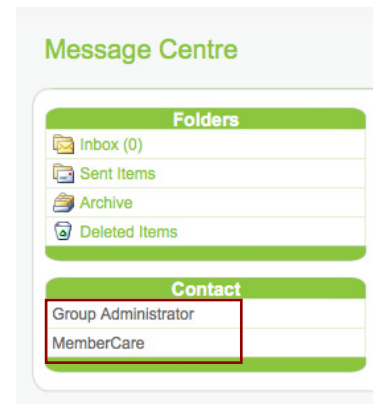 Message Centre
Folders
Inbox (0)
Sent Items
Archive
Deleted Items
Contact
Group Administrator
MemberCare